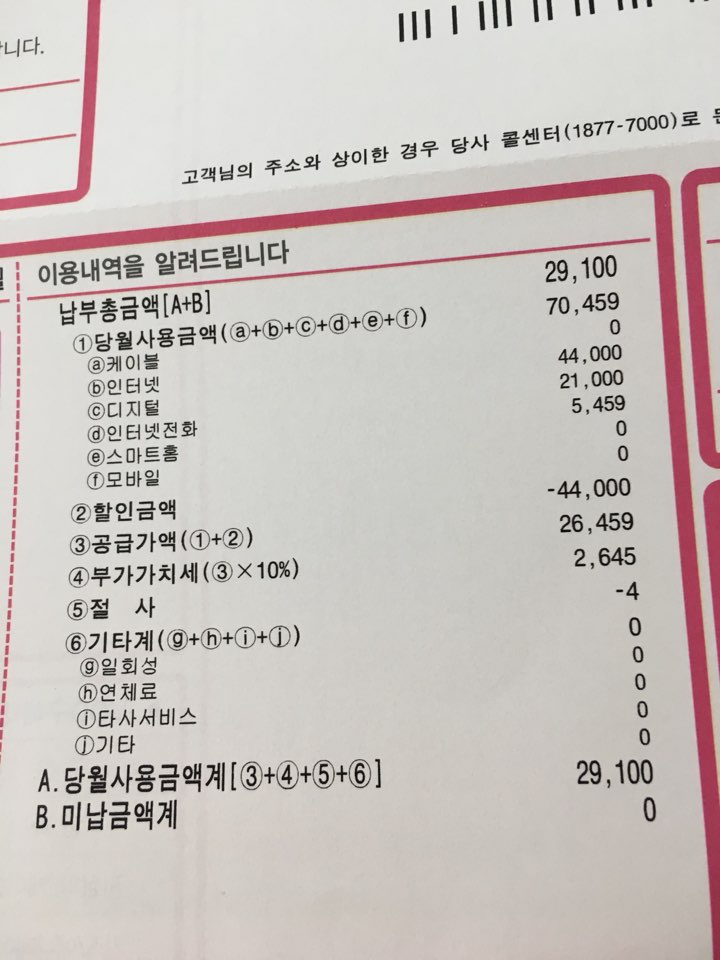 니다.
고객님의 주소와 상이한 경우 당사 콜센터(1877-7000)로
이용내역을 알려드립니다
납부총금액[A+B] 29,100
①당월사용금액(ⓐ+ⓑ+ⓒ+ⓓ+ⓔ+ⓕ) 70,459
ⓐ케이블 0
ⓑ인터넷 44,000
ⓒ디지털 21,000
ⓓ인터넷전화 5,459
ⓔ스마트홈 0
ⓕ모바일 0
②할인금액 -44,000
③공급가액(①+②) 26,459
④부가가치세(③×10%) 2,645
⑤절 사 -4
⑥기타계(ⓖ+ⓗ+ⓘ+ⓙ) 0
ⓖ일회성 0
ⓗ연체료 0
ⓘ타사서비스 0
ⓙ기타 0
A.당월사용금액계[③+④+⑤+⑥] 29,100
B.미납금액계 0